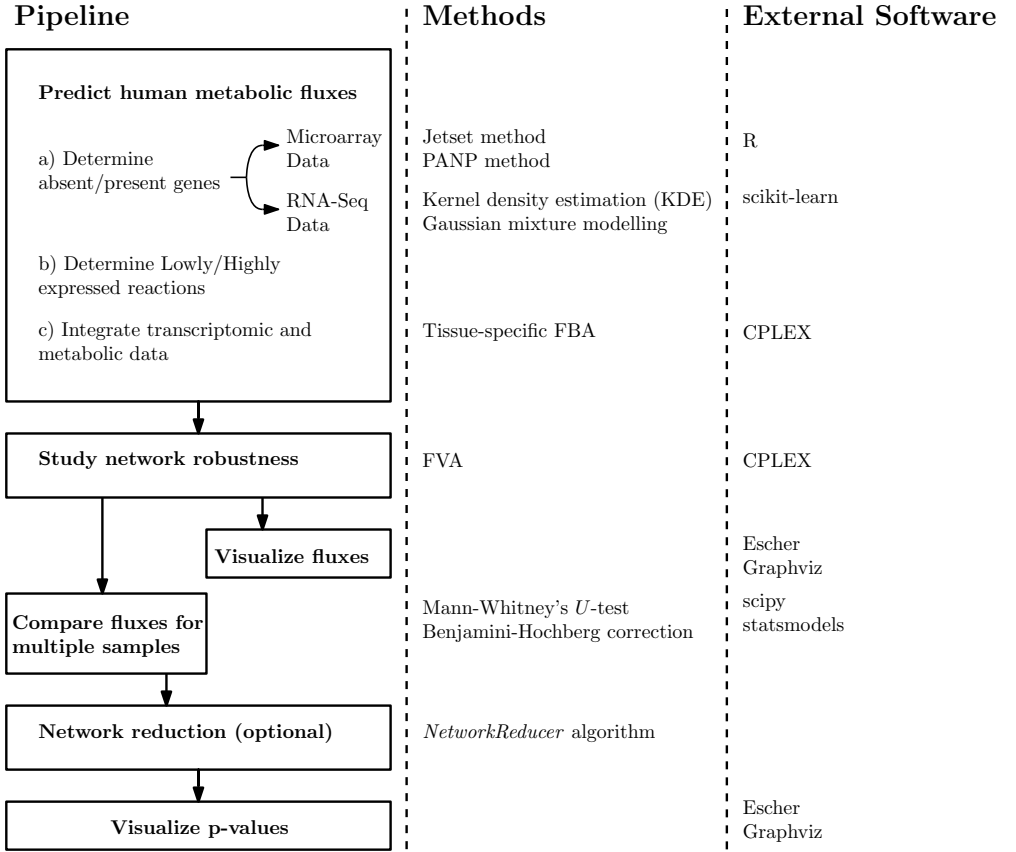 Pipeline
Methods
External Software
Predict human metabolic fluxes
a) Determine
absent/present genes
Microarray
Data
Jetset method
PANP method
R
RNA-Seq
Data
Kernel density estimation (KDE)
Gaussian mixture modelling
scikit-learn
b) Determine Lowly/Highly
expressed reactions
c) Integrate transcriptomic and
metabolic data
Tissue-specific FBA
CPLEX
Study network robustness
FVA
CPLEX
Visualize fluxes
Escher
Graphviz
Compare fluxes for
multiple samples
Mann-Whitney's U-test
Benjamini-Hochberg correction
scipy
statsmodels
Network reduction (optional)
NetworkReducer algorithm
Visualize p-values
Escher
Graphviz